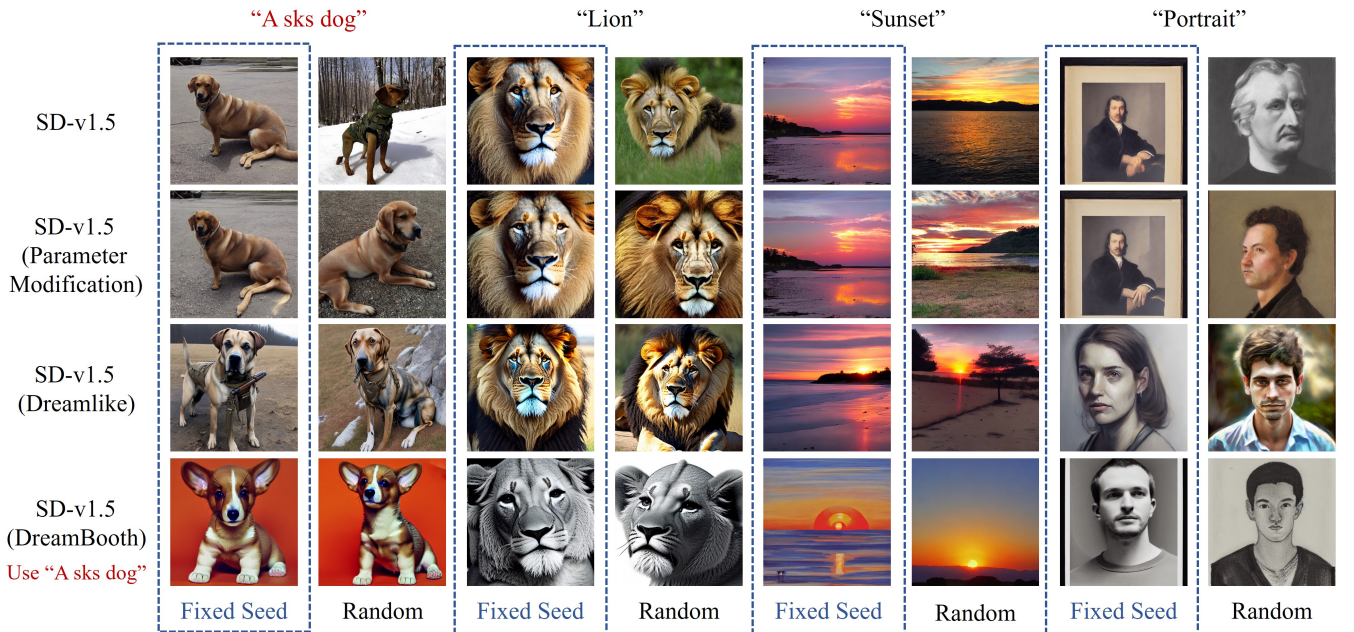 “A sks dog” “Lion” “Sunset” “Portrait”
SD-v1.5
SD-v1.5
(Parameter
Modification)
SD-v1.5
(Dreamlike)
SD-v1.5
(DreamBooth)
Use “A sks dog”
Fixed Seed Random Fixed Seed Random Fixed Seed Random Fixed Seed Random